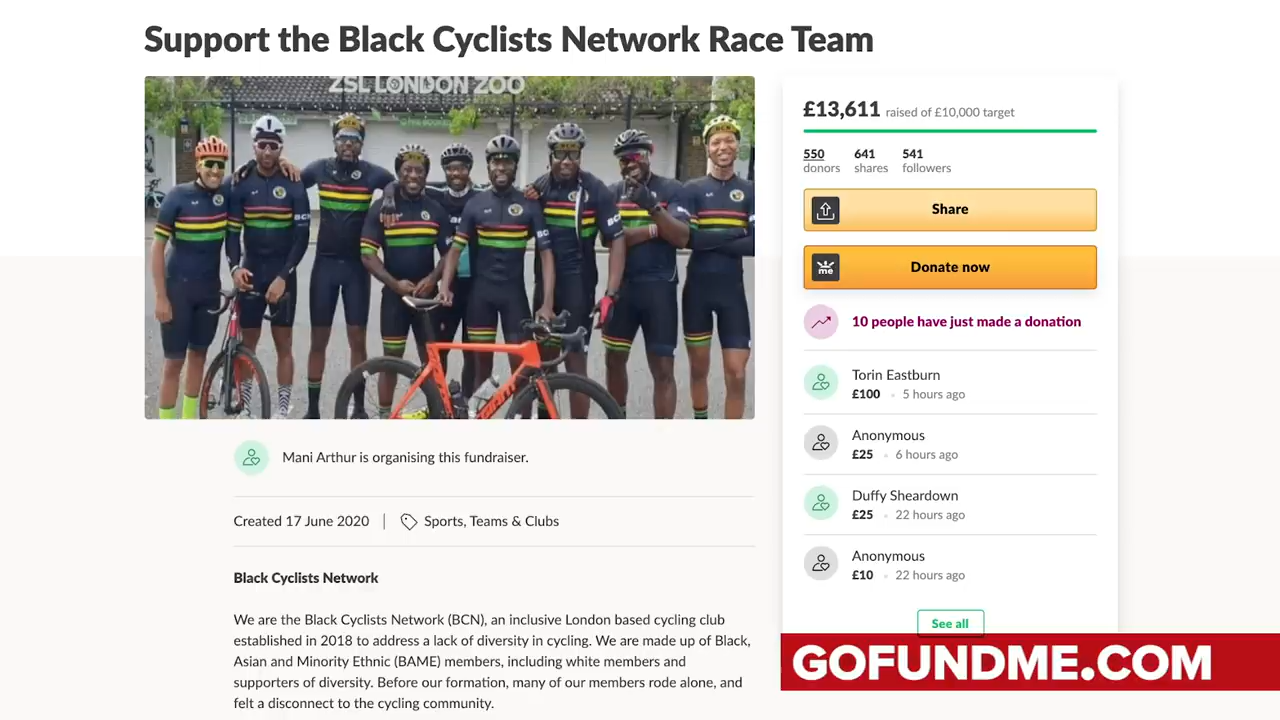 Support the Black Cyclists Network Race Team
ZSL LONDON ZOO
BCN
BCN
£13,611 raised of £10,000 target
550 donors
641 shares
541 followers
Share
me
Donate now
10 people have just made a donation
Torin Eastburn
£100 • 5 hours ago
Anonymous
£25 • 6 hours ago
Duffy Sheardown
£25 • 22 hours ago
Anonymous
£10 • 22 hours ago
See all
Mani Arthur is organising this fundraiser.
Created 17 June 2020 | Sports, Teams & Clubs
Black Cyclists Network
We are the Black Cyclists Network (BCN), an inclusive London based cycling club
established in 2018 to address a lack of diversity in cycling. We are made up of Black,
Asian and Minority Ethnic (BAME) members, including white members and
supporters of diversity. Before our formation, many of our members rode alone, and
felt a disconnect to the cycling community.
GOFUNDME.COM